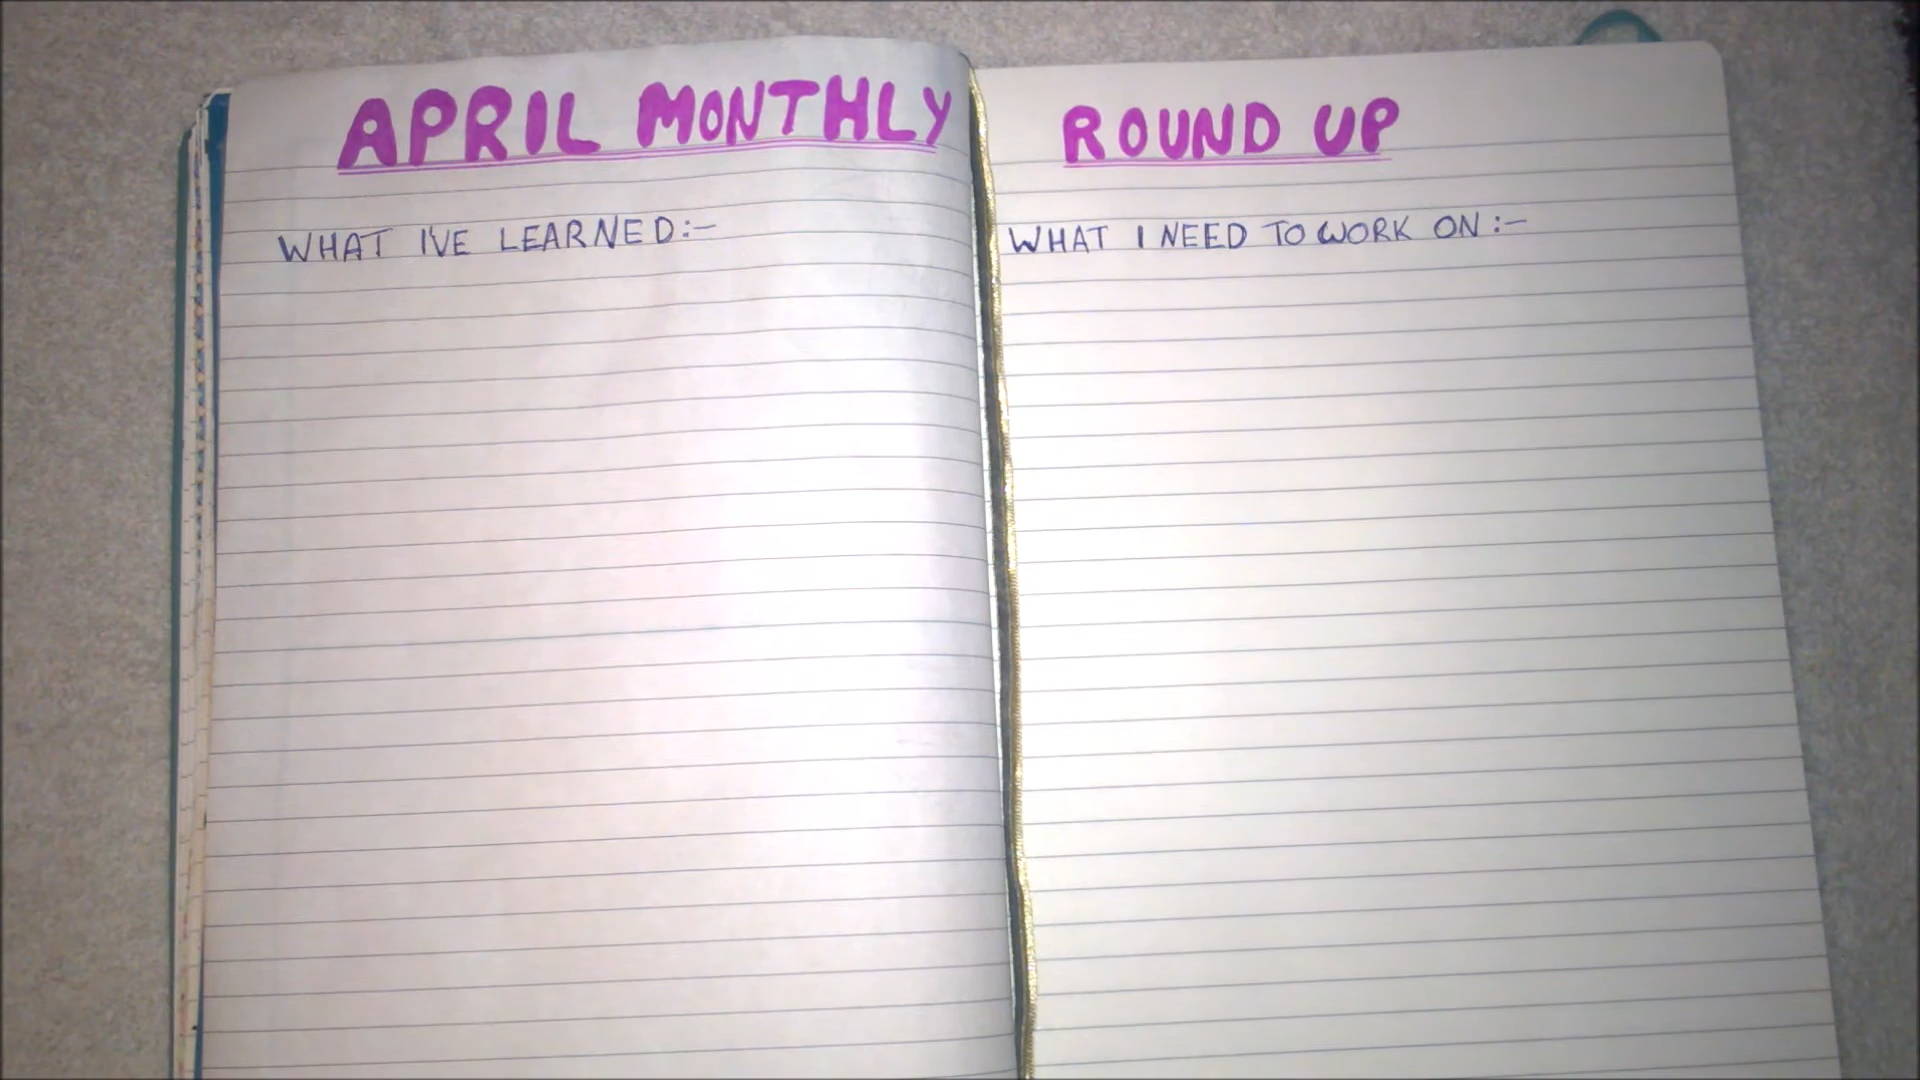 APRIL MONTHLY ROUND UP
WHAT I'VE LEARNED:-
WHAT I NEED TO WORK ON:-